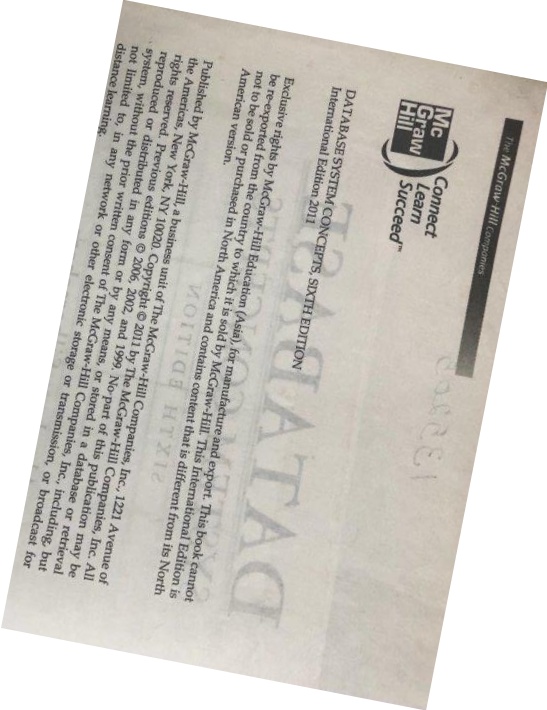 The McGraw-Hill Companies
Mc
Graw
Hill
Connect
Learn
Succeed™
DATABASE SYSTEM CONCEPTS, SIXTH EDITION
International Edition 2011
Exclusive rights by McGraw-Hill Education (Asia), for manufacture and export. This book cannot
be re-exported from the country to which it is sold by McGraw-Hill. This International Edition is
not to be sold or purchased in North America and contains content that is different from its North
American version.
Published by McGraw-Hill, a business unit of The McGraw-Hill Companies, Inc., 1221 Avenue of
the Americas, New York, NY 10020. Copyright © 2011 by The McGraw-Hill Companies, Inc. All
rights reserved. Previous editions © 2006, 2002, and 1999. No part of this publication may be
reproduced or distributed in any form or by any means, or stored in a database or retrieval
system, without the prior written consent of The McGraw-Hill Companies, Inc., including, but
not limited to, in any network or other electronic storage or transmission, or broadcast for
distance learning.
DATABASE
SIXTH EDITION